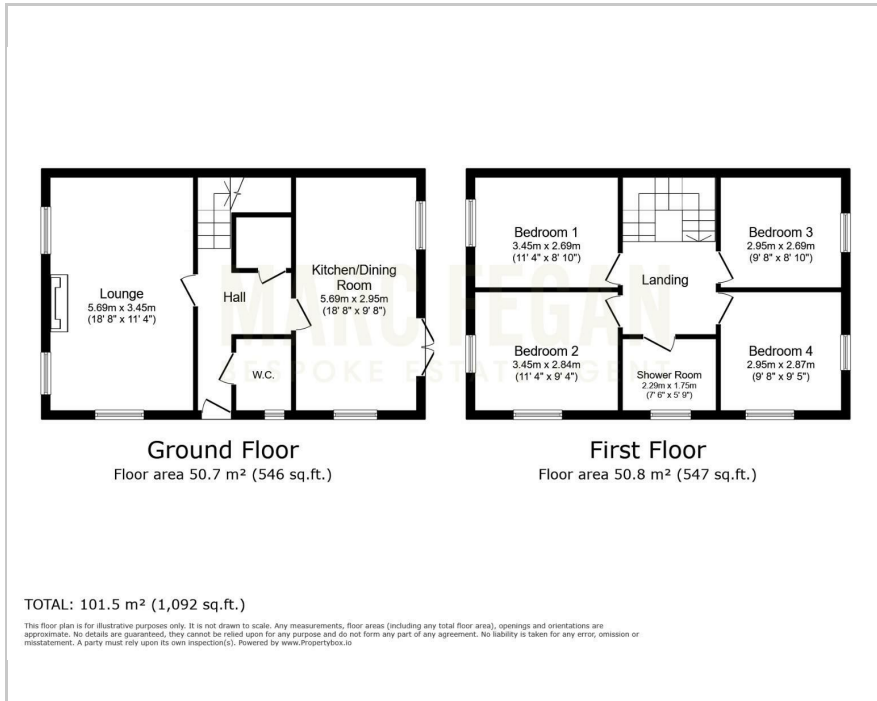 Lounge
5.69m x 3.45m
(18' 8" x 11' 4")
Hall
Kitchen/Dining
Room
5.69m x 2.95m
(18' 8" x 9' 8")
W.C.
Bedroom 1
3.45m x 2.69m
(11' 4" x 8' 10")
Bedroom 3
2.95m x 2.69m
(9' 8" x 8' 10")
Landing
Bedroom 2
3.45m x 2.84m
(11' 4" x 9' 4")
Shower Room
2.29m x 1.75m
(7' 6" x 5' 9")
Bedroom 4
2.95m x 2.87m
(9' 8" x 9' 5")
MARC FEGAN
BESPOKE ESTATE AGENT
Ground Floor
Floor area 50.7 m² (546 sq.ft.)
First Floor
Floor area 50.8 m² (547 sq.ft.)
TOTAL: 101.5 m² (1,092 sq.ft.)
This floor plan is for illustrative purposes only. It is not drawn to scale. Any measurements, floor areas (including any total floor area), openings and orientations are
approximate. No details are guaranteed, they cannot be relied upon for any purpose and do not form any part of any agreement. No liability is taken for any error, omission or
misstatement. A party must rely upon its own inspection(s). Powered by www.Propertybox.io